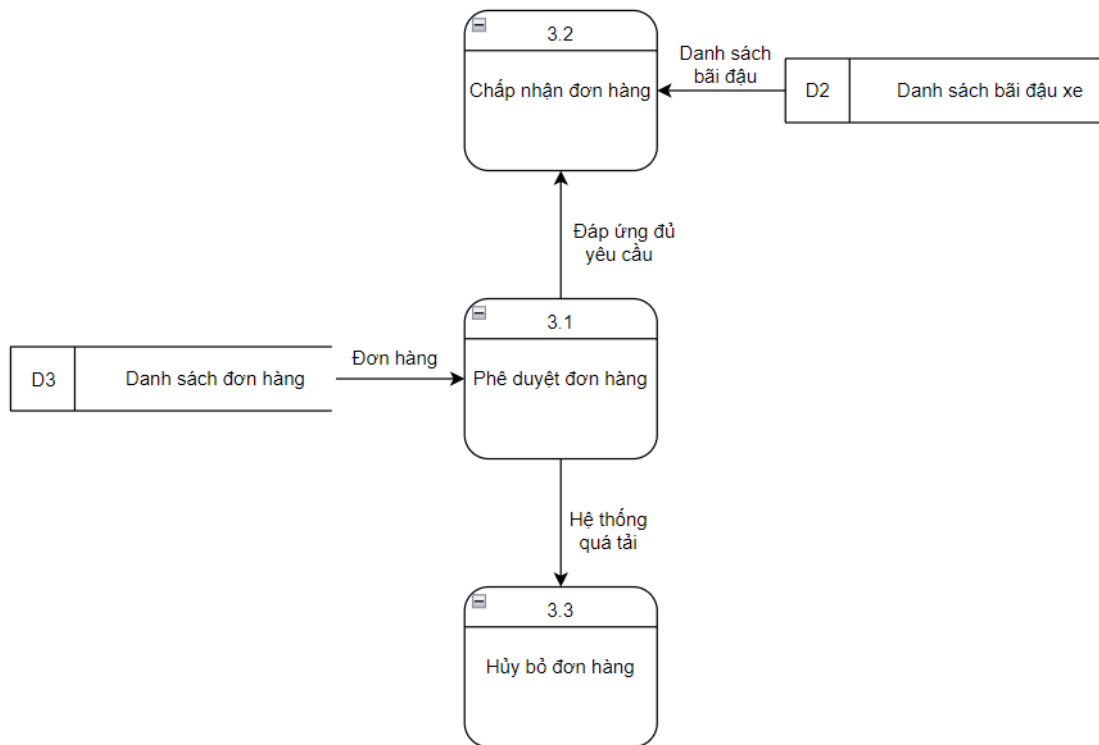 3.2
Chấp nhận đơn hàng
Danh sách
bãi đậu
D2
Danh sách bãi đậu xe
Đáp ứng đủ
yêu cầu
3.1
Phê duyệt đơn hàng
D3
Danh sách đơn hàng
Đơn hàng
Hệ thống
quá tải
3.3
Hủy bỏ đơn hàng